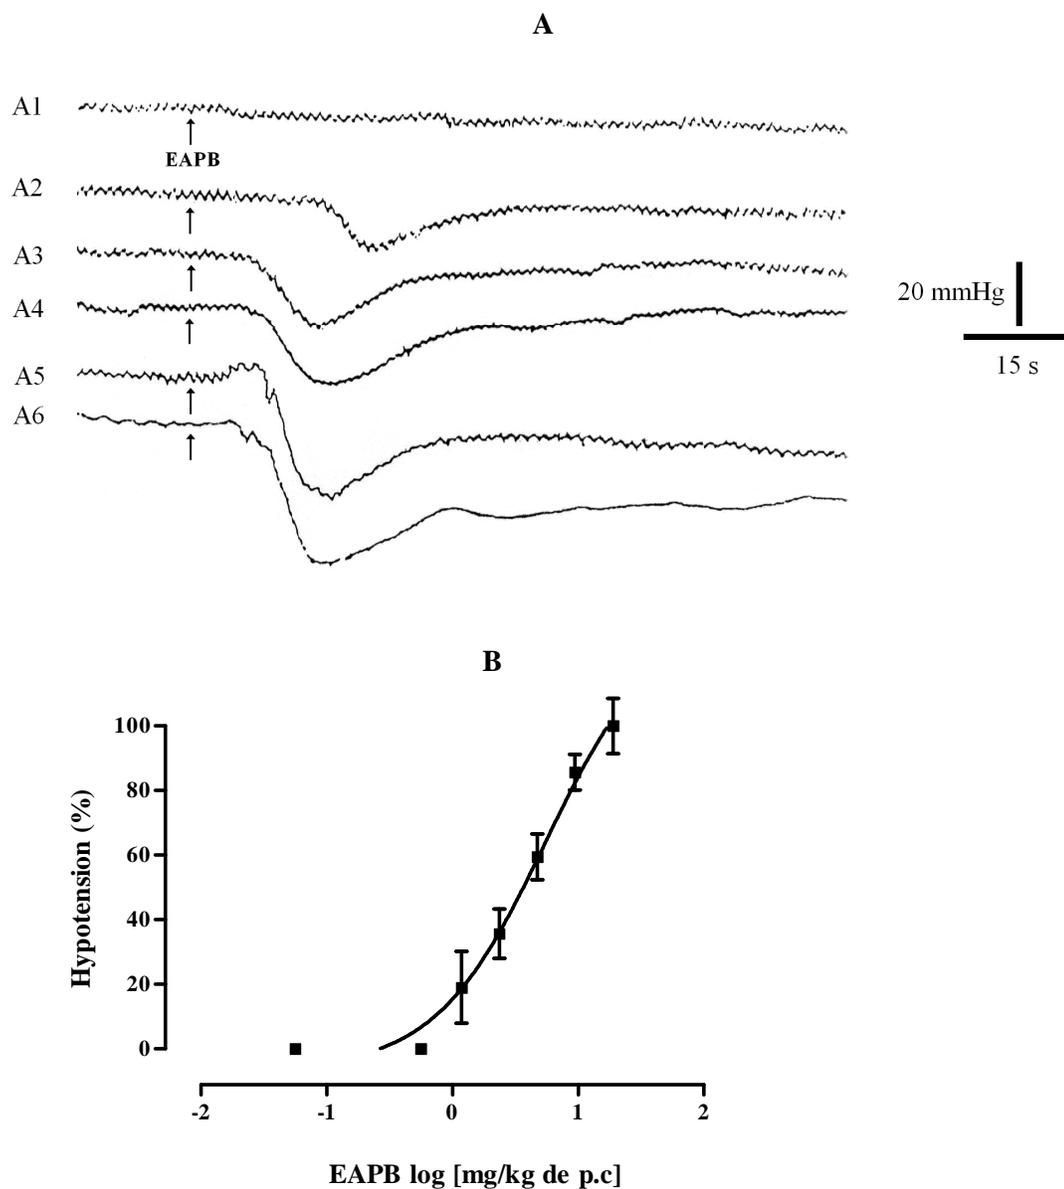 A
A1
EAPB
A2
A3
A4
20 mmHg
15 s
A5
A6
B
100
80
60
40
20
0
Hypotension (%)
-2 -1 0 1 2
EAPB log [mg/kg de p.c]